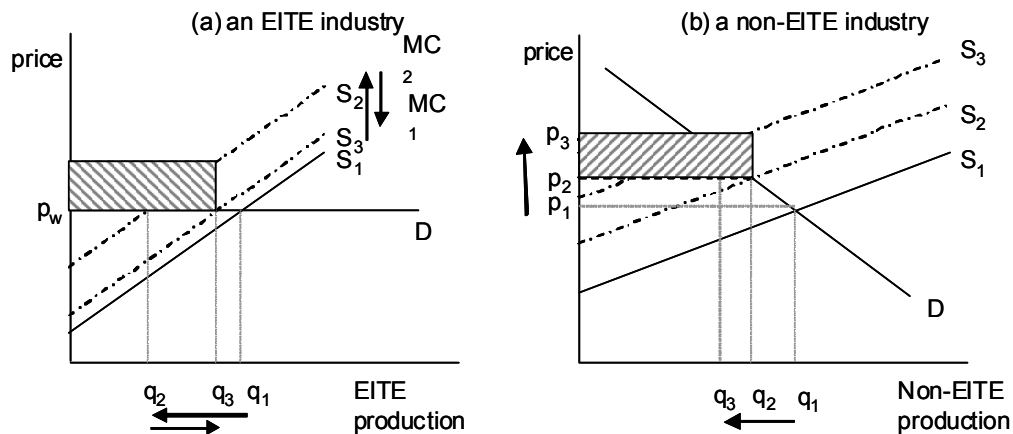 (a) an EITE industry
MC
2
MC
1
price
S2
S3
S1
pw
D
q2 q3 q1
EITE
production
(b) a non-EITE industry
price
S3
S2
S1
p3
p2
p1
D
q3 q2 q1
Non-EITE
production